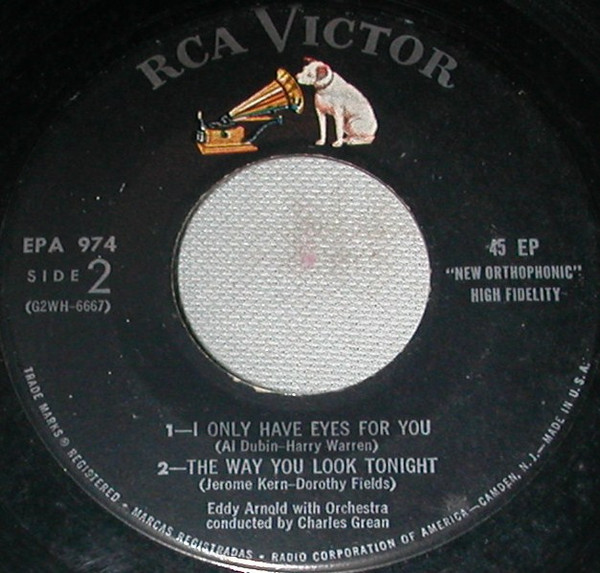 RCA VICTOR
EPA 974
SIDE 2
(G2WH-6667)
45 EP
"NEW ORTHOPHONIC"
HIGH FIDELITY
1—I ONLY HAVE EYES FOR YOU
(Al Dubin-Harry Warren)
2—THE WAY YOU LOOK TONIGHT
(Jerome Kern-Dorothy Fields)
Eddy Arnold with Orchestra
conducted by Charles Grean
TRADE MARKS ® REGISTERED - MARCAS REGISTRADAS - RADIO CORPORATION OF AMERICA—CAMDEN, N.J.—MADE IN U.S.A.